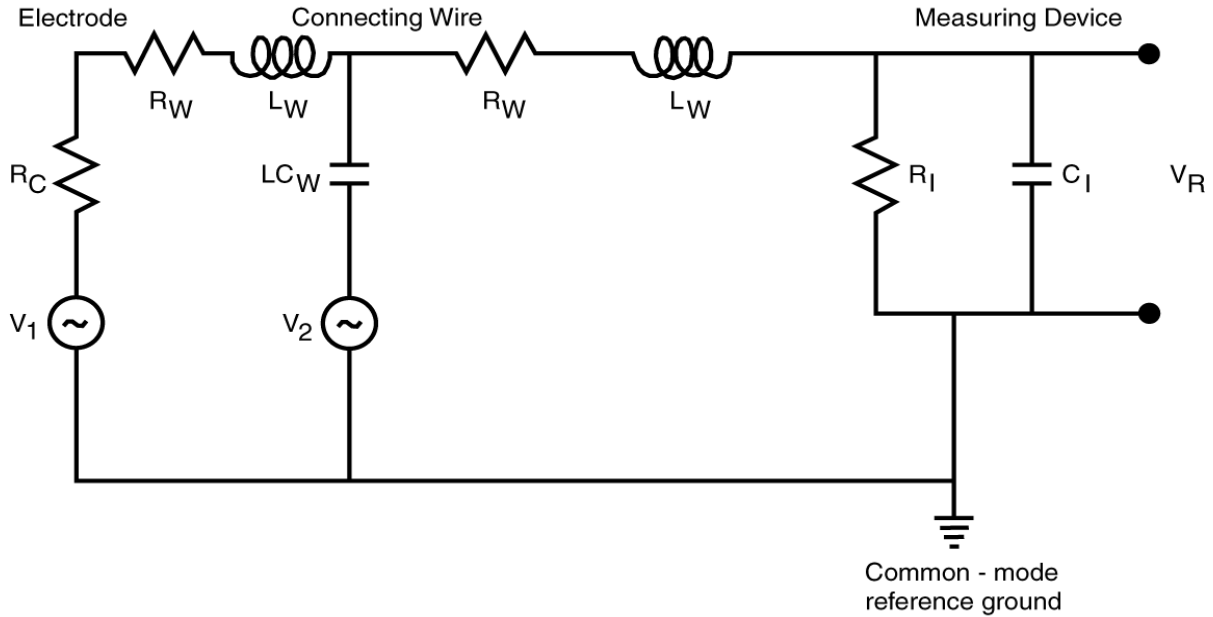 Electrode
Connecting Wire
Measuring Device
R_W
L_W
R_W
L_W
R_C
LC_W
R_I
C_I
V_R
V_1
V_2
Common - mode
reference ground